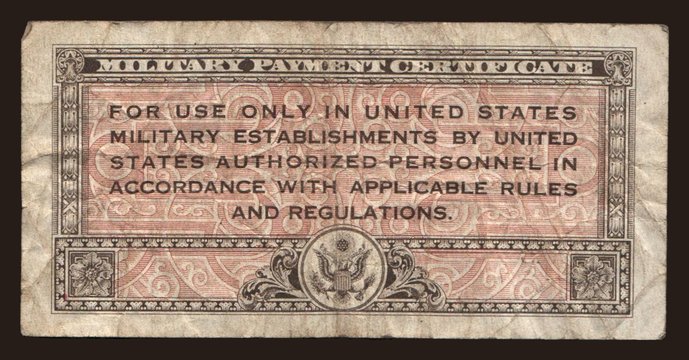 MILITARY PAYMENT CERTIFICATE
FOR USE ONLY IN UNITED STATES
MILITARY ESTABLISHMENTS BY UNITED
STATES AUTHORIZED PERSONNEL IN
ACCORDANCE WITH APPLICABLE RULES
AND REGULATIONS.